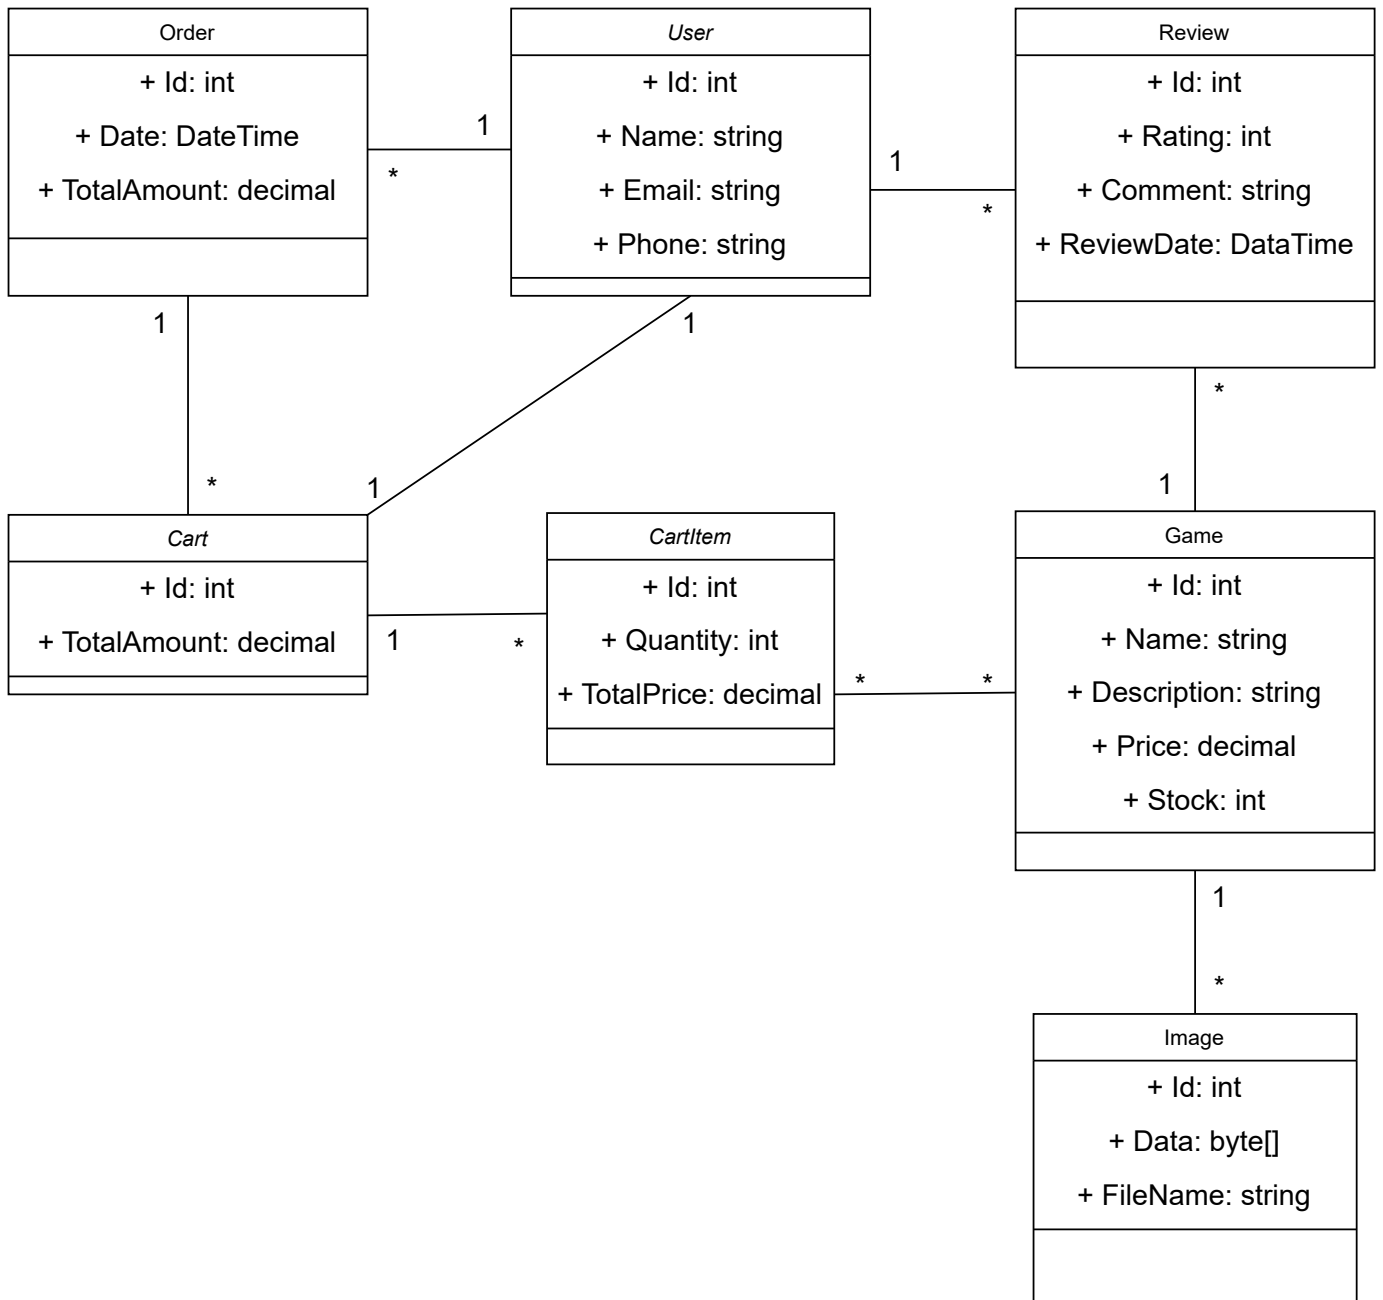 Order
+ Id: int
+ Date: DateTime
+ TotalAmount: decimal
User
+ Id: int
+ Name: string
+ Email: string
+ Phone: string
Review
+ Id: int
+ Rating: int
+ Comment: string
+ ReviewDate: DataTime
1
*
1
*
1
*
1
1
*
1
*
1
Cart
+ Id: int
+ TotalAmount: decimal
1
*
CartItem
+ Id: int
+ Quantity: int
+ TotalPrice: decimal
*
*
Game
+ Id: int
+ Name: string
+ Description: string
+ Price: decimal
+ Stock: int
1
*
Image
+ Id: int
+ Data: byte[]
+ FileName: string